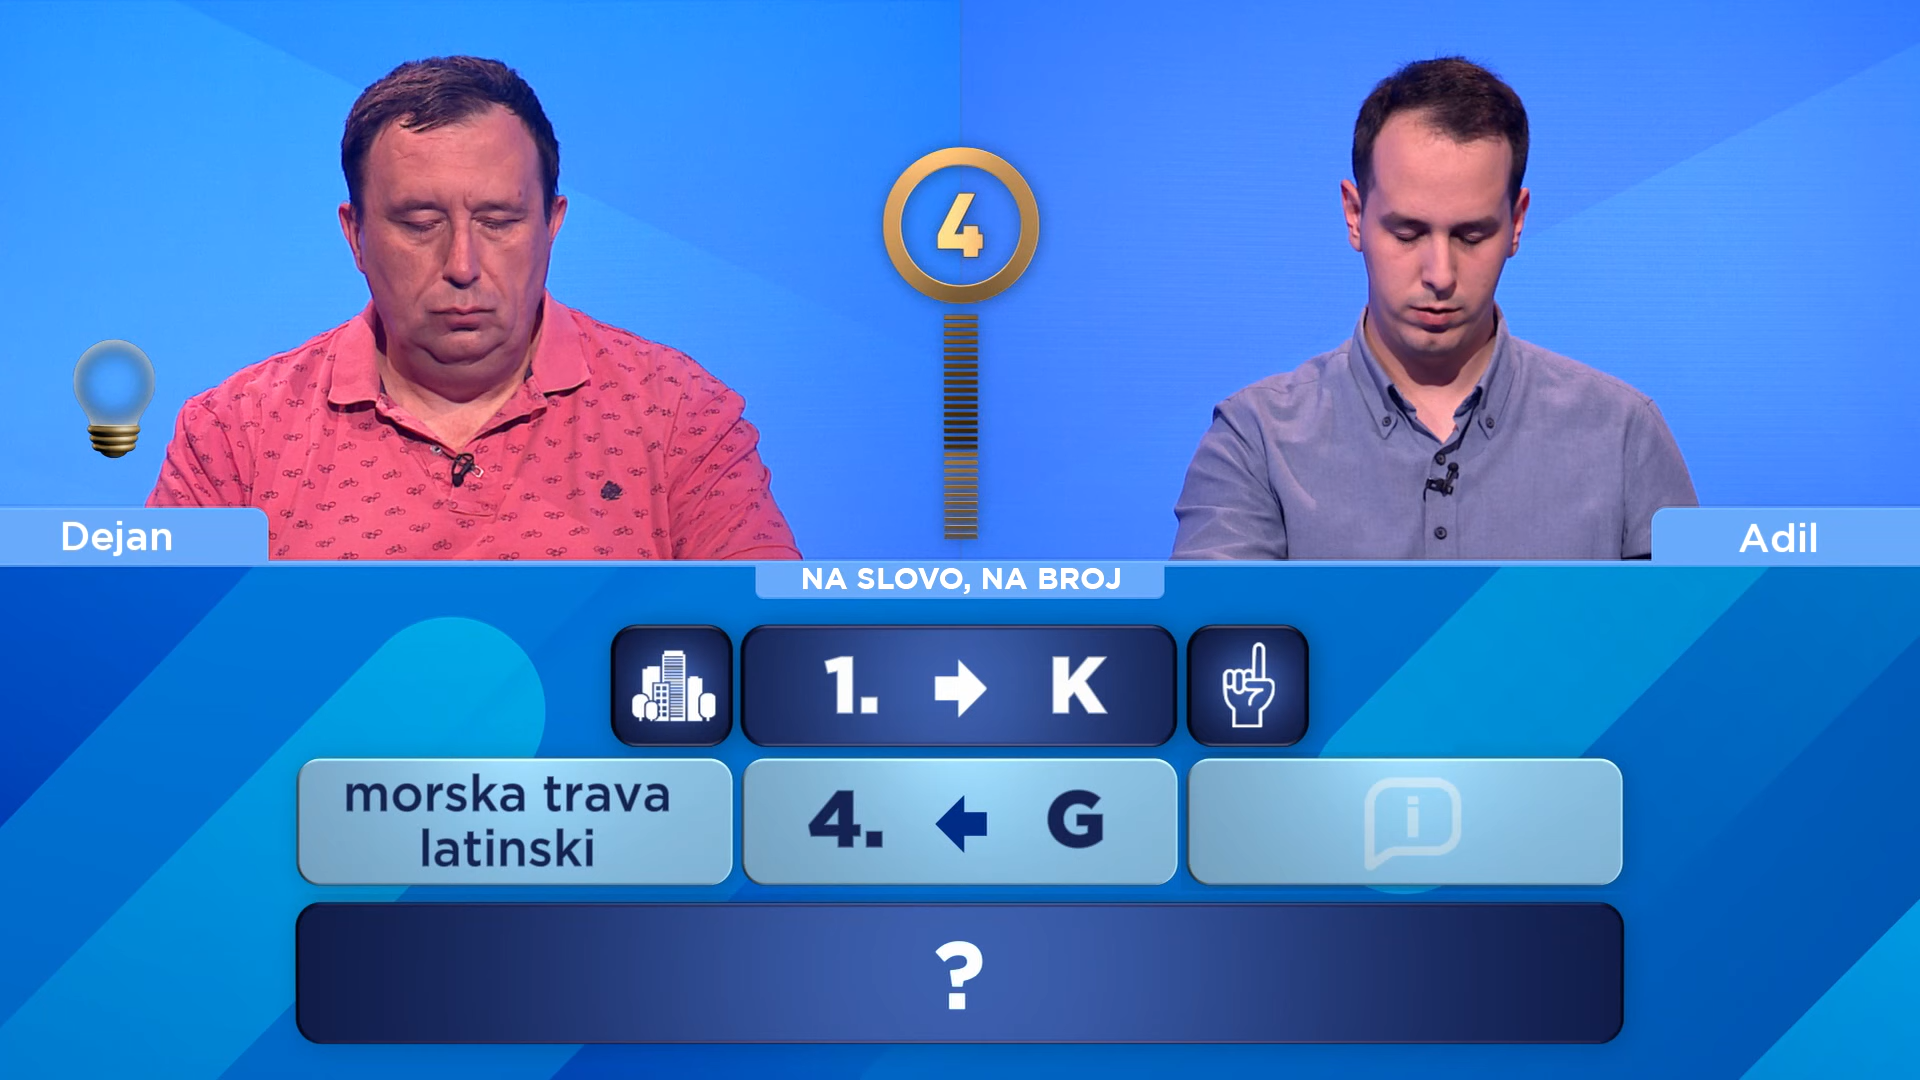 4
Dejan
Adil
NA SLOVO, NA BROJ
1. → K
morska trava
latinski
4. ← G
i
?